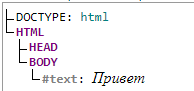 DOCTYPE: html
HTML
HEAD
BODY
#text: Привет